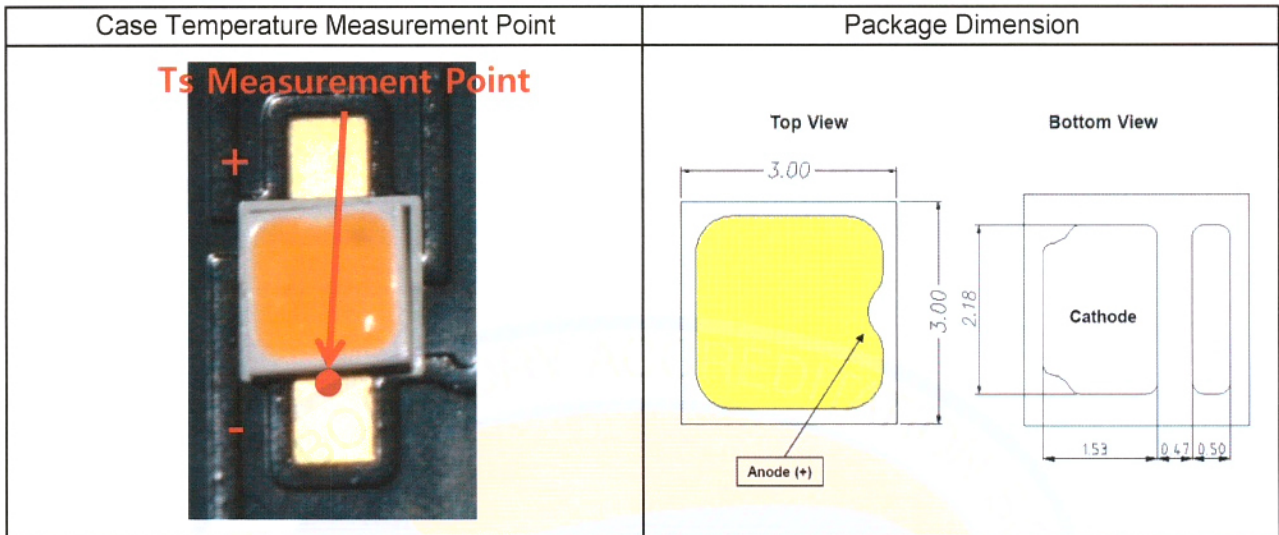 Case Temperature Measurement Point
Package Dimension
Ts Measurement Point
+
-
Top View
Bottom View
3.00
3.00
2.18
Cathode
Anode (+)
1.53
0.47
0.50